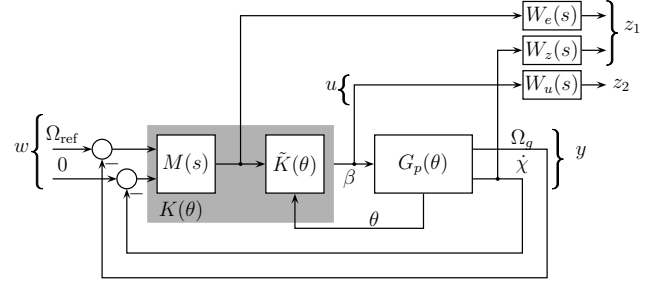 W_e(s)
z_1
W_z(s)
u
W_u(s)
z_2
w
Ω_ref
0
−
−
M(s)
K̃(θ)
K(θ)
β
G_p(θ)
Ω_g
χ̇
y
θ